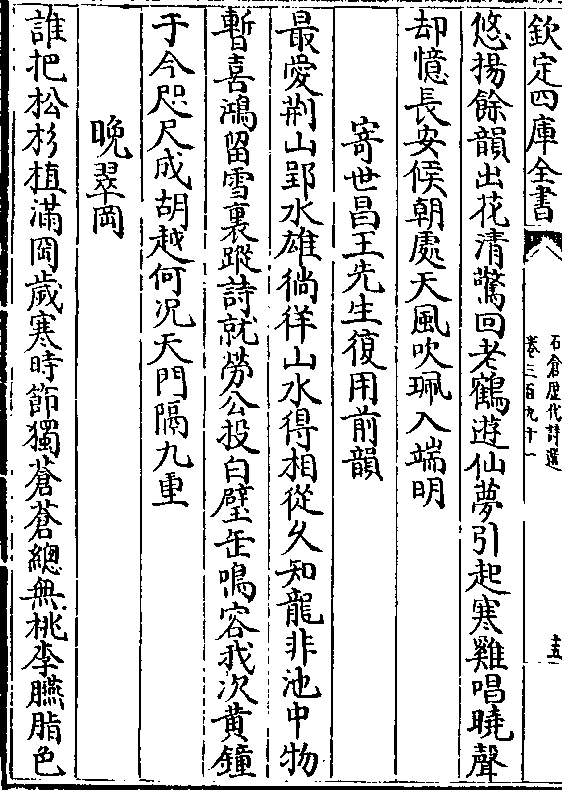 欽定四庫全書
石倉歴代詩選
卷三百九十一
十五
悠揚餘韻出花清驚回老鶴遊仙夢引起寒雞唱曉聲
却憶長安候朝處天風吹珮入端明
寄世昌王先生復用前韻
最愛荆山郢水雄徜徉山水得相從久知龍非池中物
暫喜鴻留雪裏蹤詩就勞公投白璧缶鳴容我次黄鐘
于今咫尺成胡越何况天門隔九重
晩翠岡
誰把松杉植滿岡歲寒時節獨蒼蒼總無桃李臙脂色